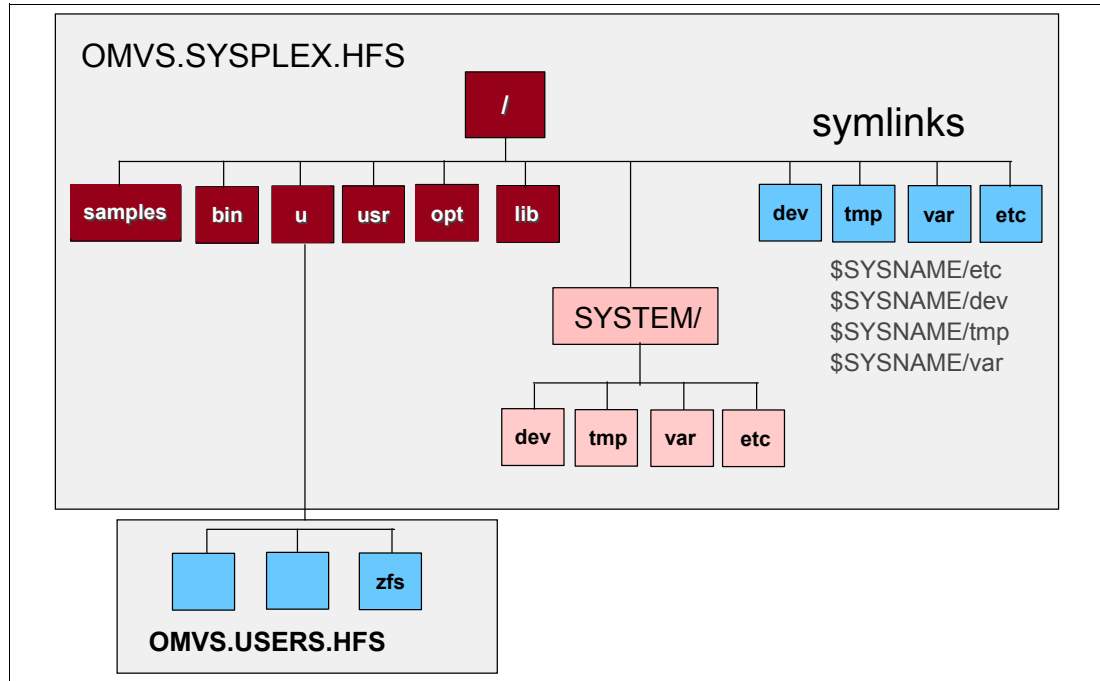 OMVS.SYSPLEX.HFS
/
symlinks
samples
bin
u
usr
opt
lib
dev
tmp
var
etc
$SYSNAME/etc
$SYSNAME/dev
$SYSNAME/tmp
$SYSNAME/var
SYSTEM/
dev
tmp
var
etc
zfs
OMVS.USERS.HFS